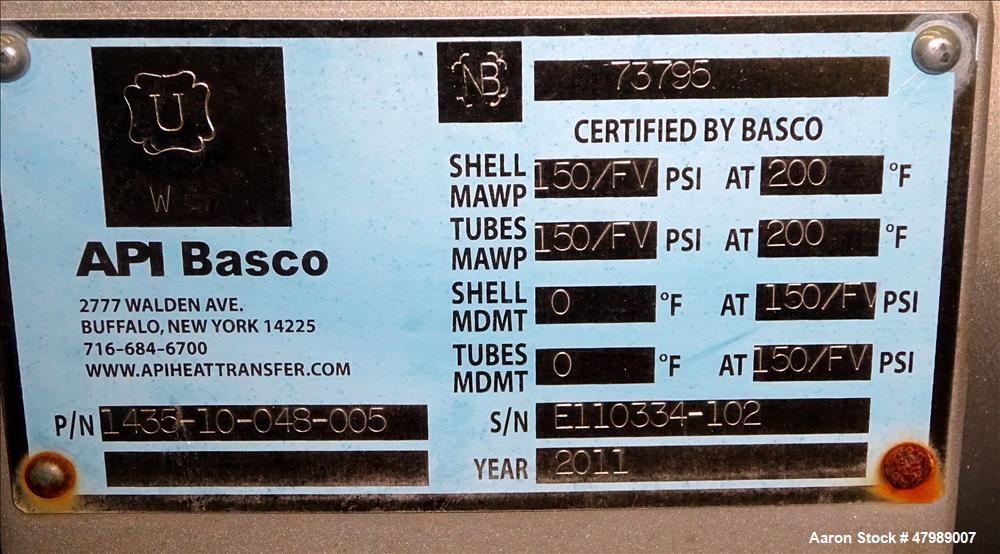 U
W
API Basco
2777 WALDEN AVE.
BUFFALO, NEW YORK 14225
716-684-6700
WWW.APIHEATTRANSFER.COM
P/N 1435-10-048-005
NB 73795
CERTIFIED BY BASCO
SHELL MAWP 150/FV PSI AT 200 °F
TUBES MAWP 150/FV PSI AT 200 °F
SHELL MDMT 0 °F AT 150/FV PSI
TUBES MDMT 0 °F AT 150/FV PSI
S/N E110334-102
YEAR 2011
Aaron Stock # 47989007